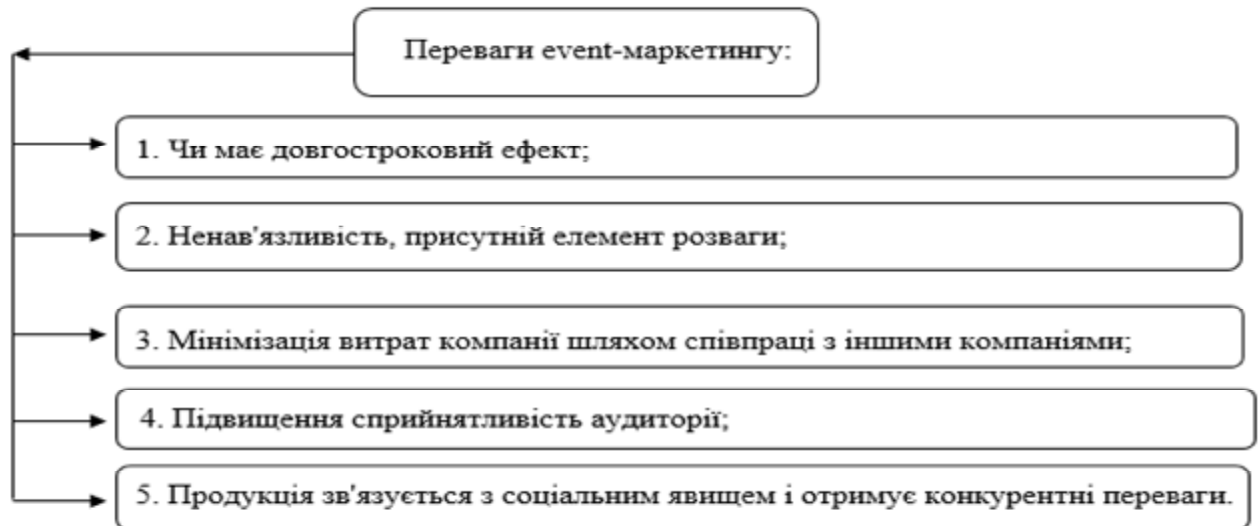 Переваги event-маркетингу:
1. Чи має довгостроковий ефект;
2. Ненав'язливість, присутній елемент розваги;
3. Мінімізація витрат компанії шляхом співпраці з іншими компаніями;
4. Підвищення сприйнятливість аудиторії;
5. Продукція зв'язується з соціальним явищем і отримує конкурентні переваги.